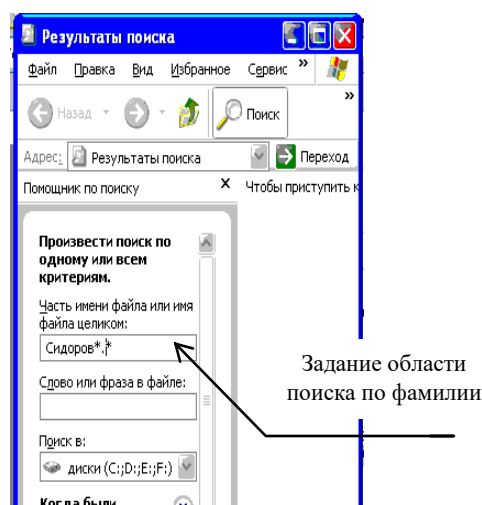 Результаты поиска
Файл Правка Вид Избранное Сервис »
Назад Поиск »
Адрес: Результаты поиска Переход
Помощник по поиску x Чтобы приступить к
Произвести поиск по
одному или всем
критериям.
Часть имени файла или имя
файла целиком:
Сидоров*.*
Слово или фраза в файле:
Поиск в:
диски (C:;D:;E:;F:)
Когда были
Задание области
поиска по фамилии